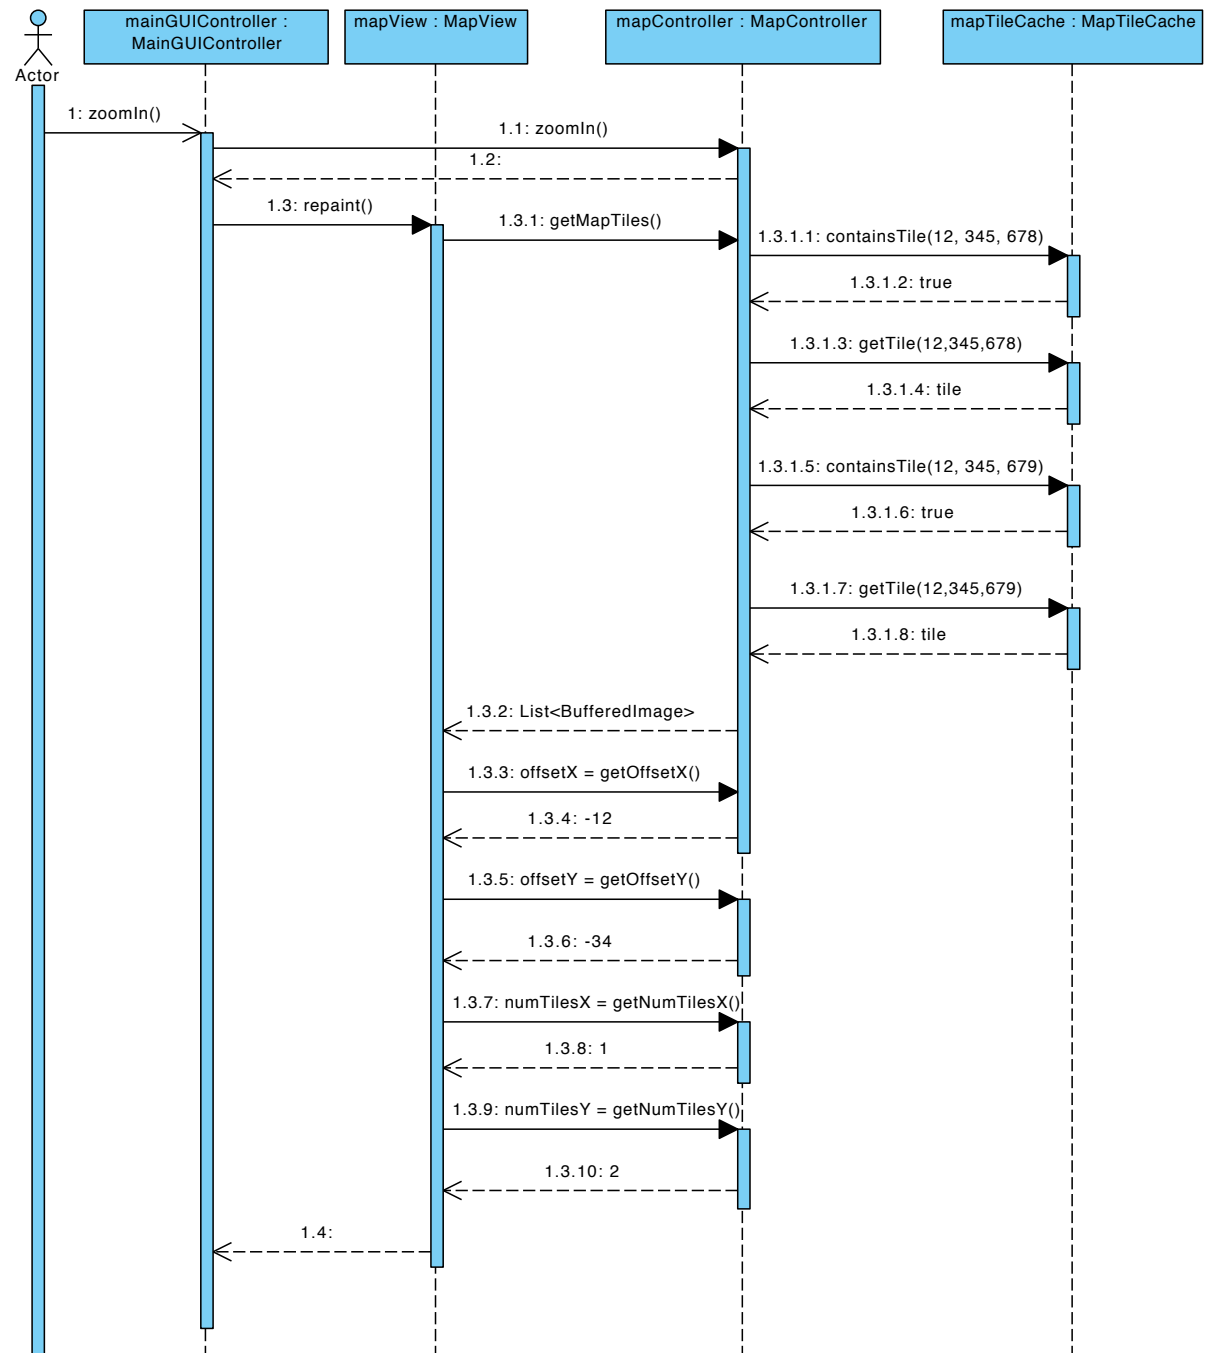 mainGUIController :
MainGUIController
mapView : MapView
mapController : MapController
mapTileCache : MapTileCache
Actor
1: zoomIn()
1.1: zoomIn()
1.2:
1.3: repaint()
1.3.1: getMapTiles()
1.3.1.1: containsTile(12, 345, 678)
1.3.1.2: true
1.3.1.3: getTile(12,345,678)
1.3.1.4: tile
1.3.1.5: containsTile(12, 345, 679)
1.3.1.6: true
1.3.1.7: getTile(12,345,679)
1.3.1.8: tile
1.3.2: List<BufferedImage>
1.3.3: offsetX = getOffsetX()
1.3.4: -12
1.3.5: offsetY = getOffsetY()
1.3.6: -34
1.3.7: numTilesX = getNumTilesX()
1.3.8: 1
1.3.9: numTilesY = getNumTilesY()
1.3.10: 2
1.4: